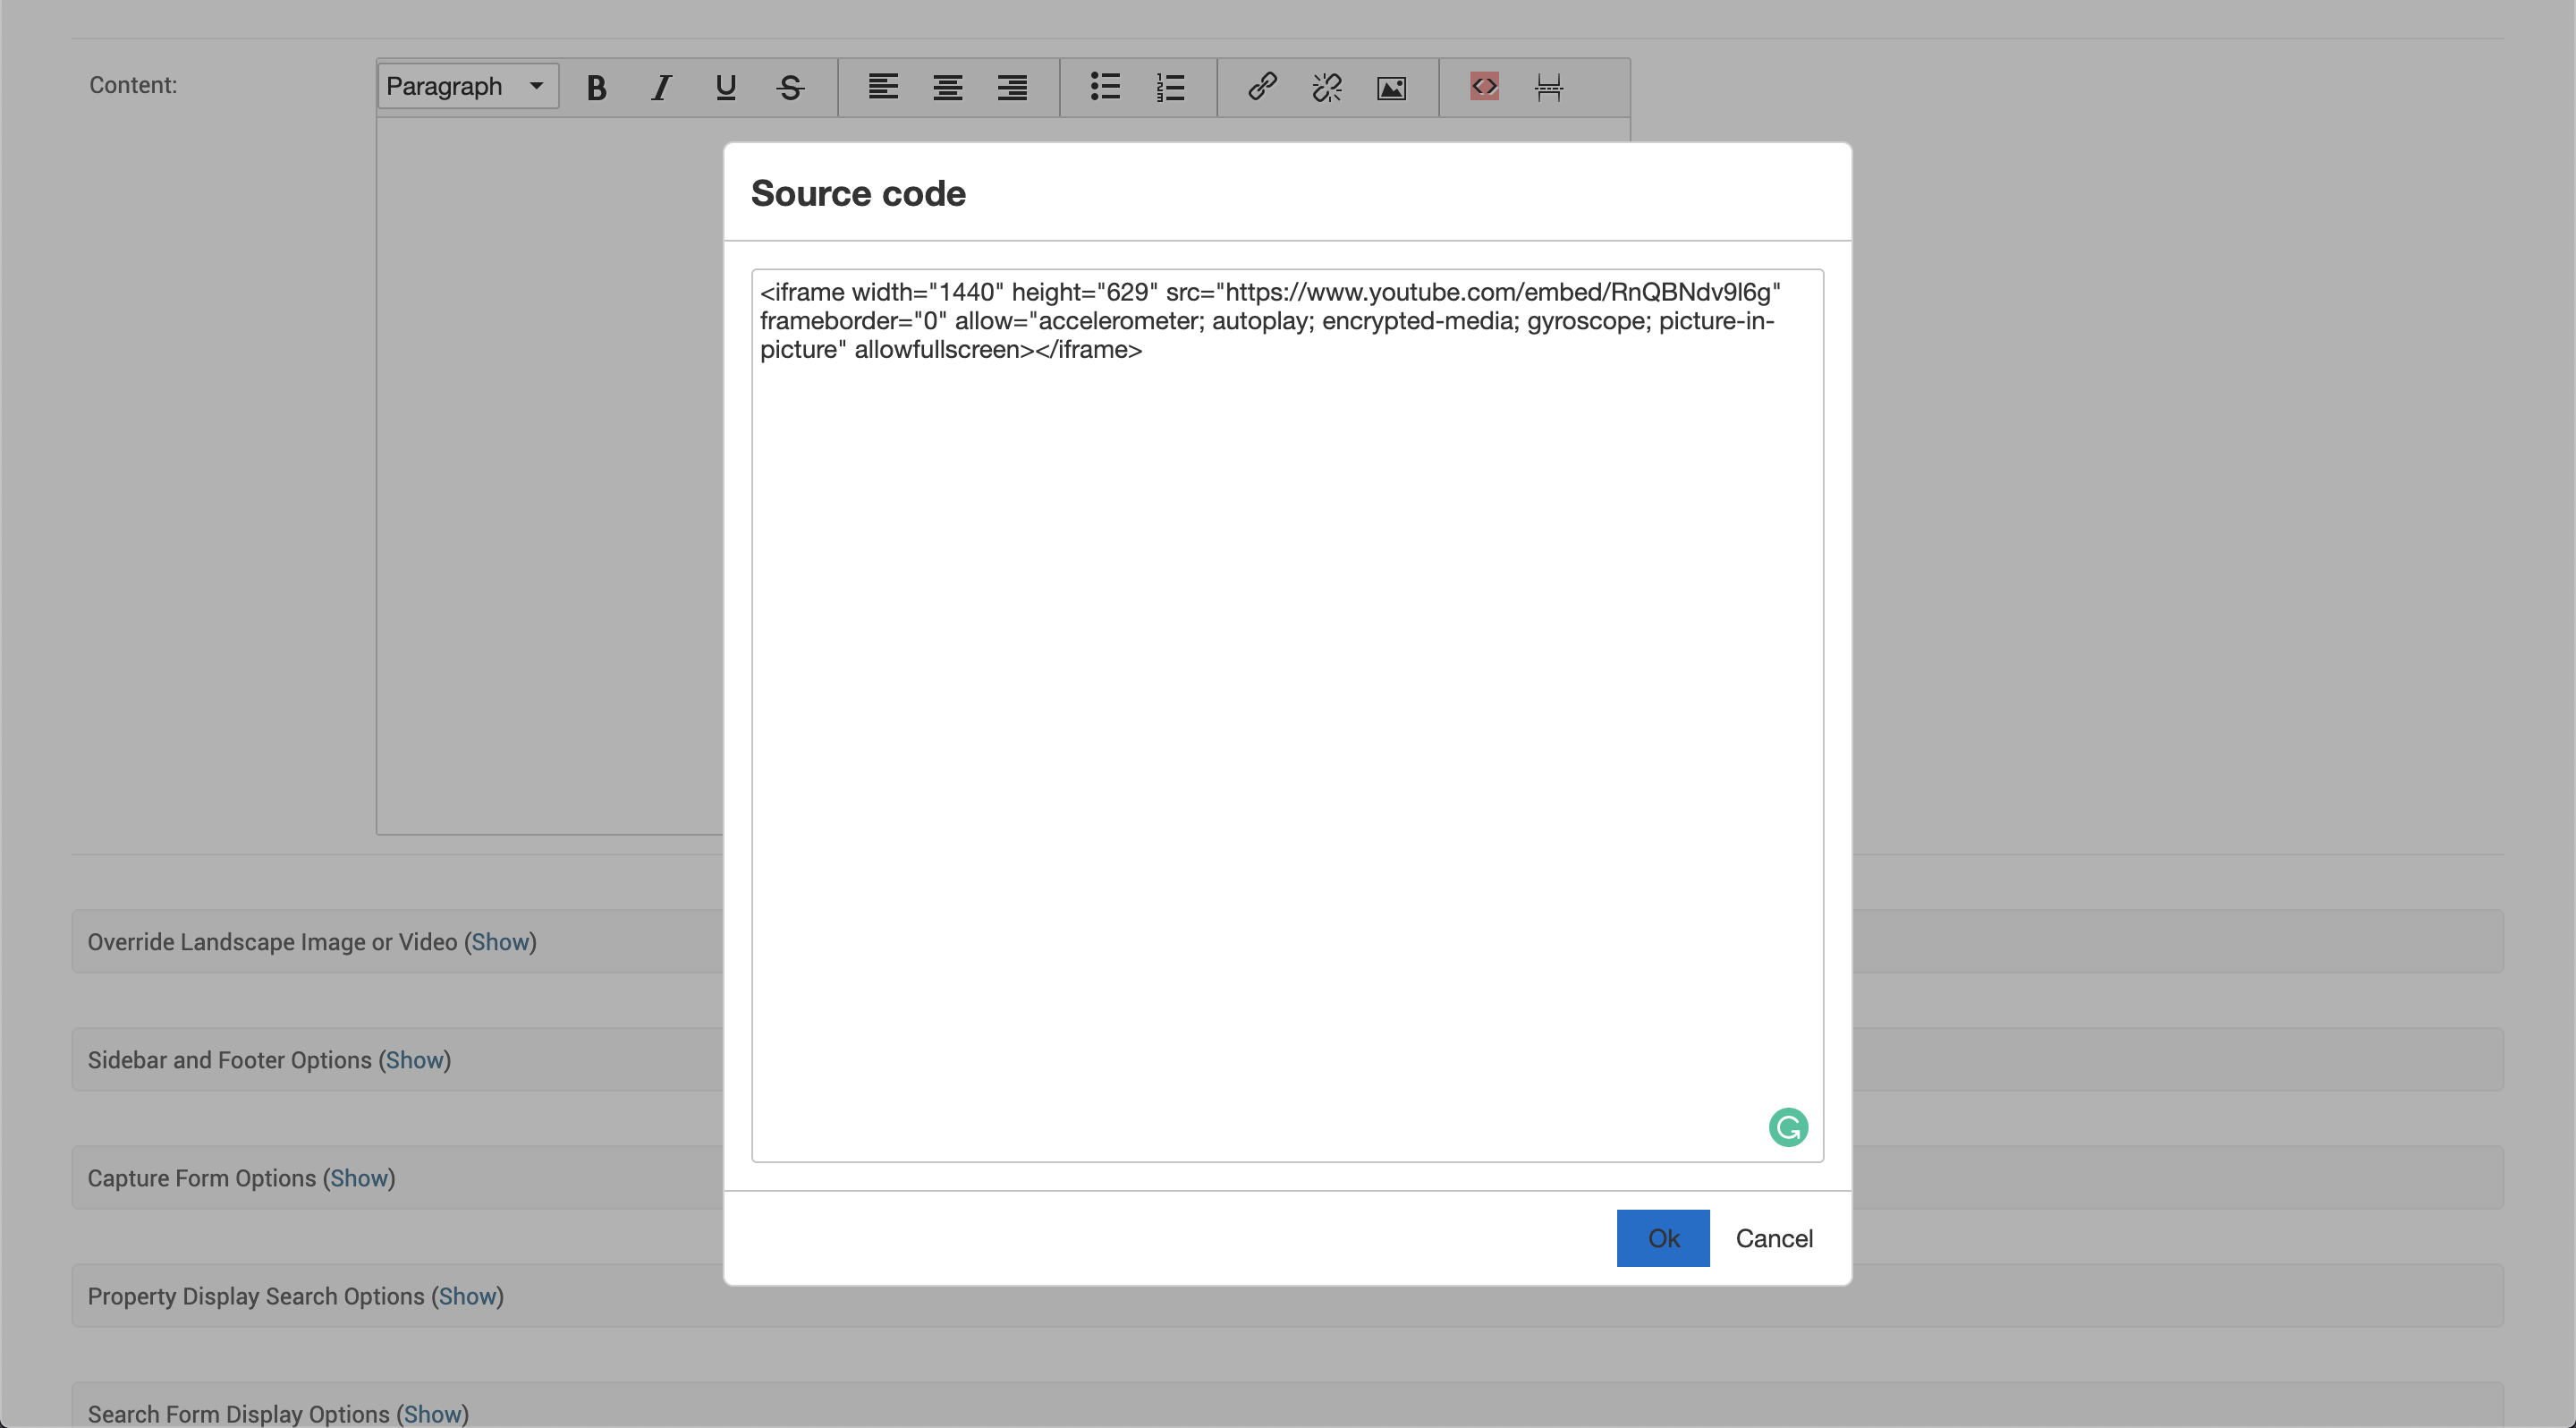 Content:
Paragraph
Source code
<iframe width="1440" height="629" src="https://www.youtube.com/embed/RnQBNdv9l6g"
frameborder="0" allow="accelerometer; autoplay; encrypted-media; gyroscope; picture-in-
picture" allowfullscreen></iframe>
Ok Cancel
Override Landscape Image or Video (Show)
Sidebar and Footer Options (Show)
Capture Form Options (Show)
Property Display Search Options (Show)
Search Form Display Options (Show)